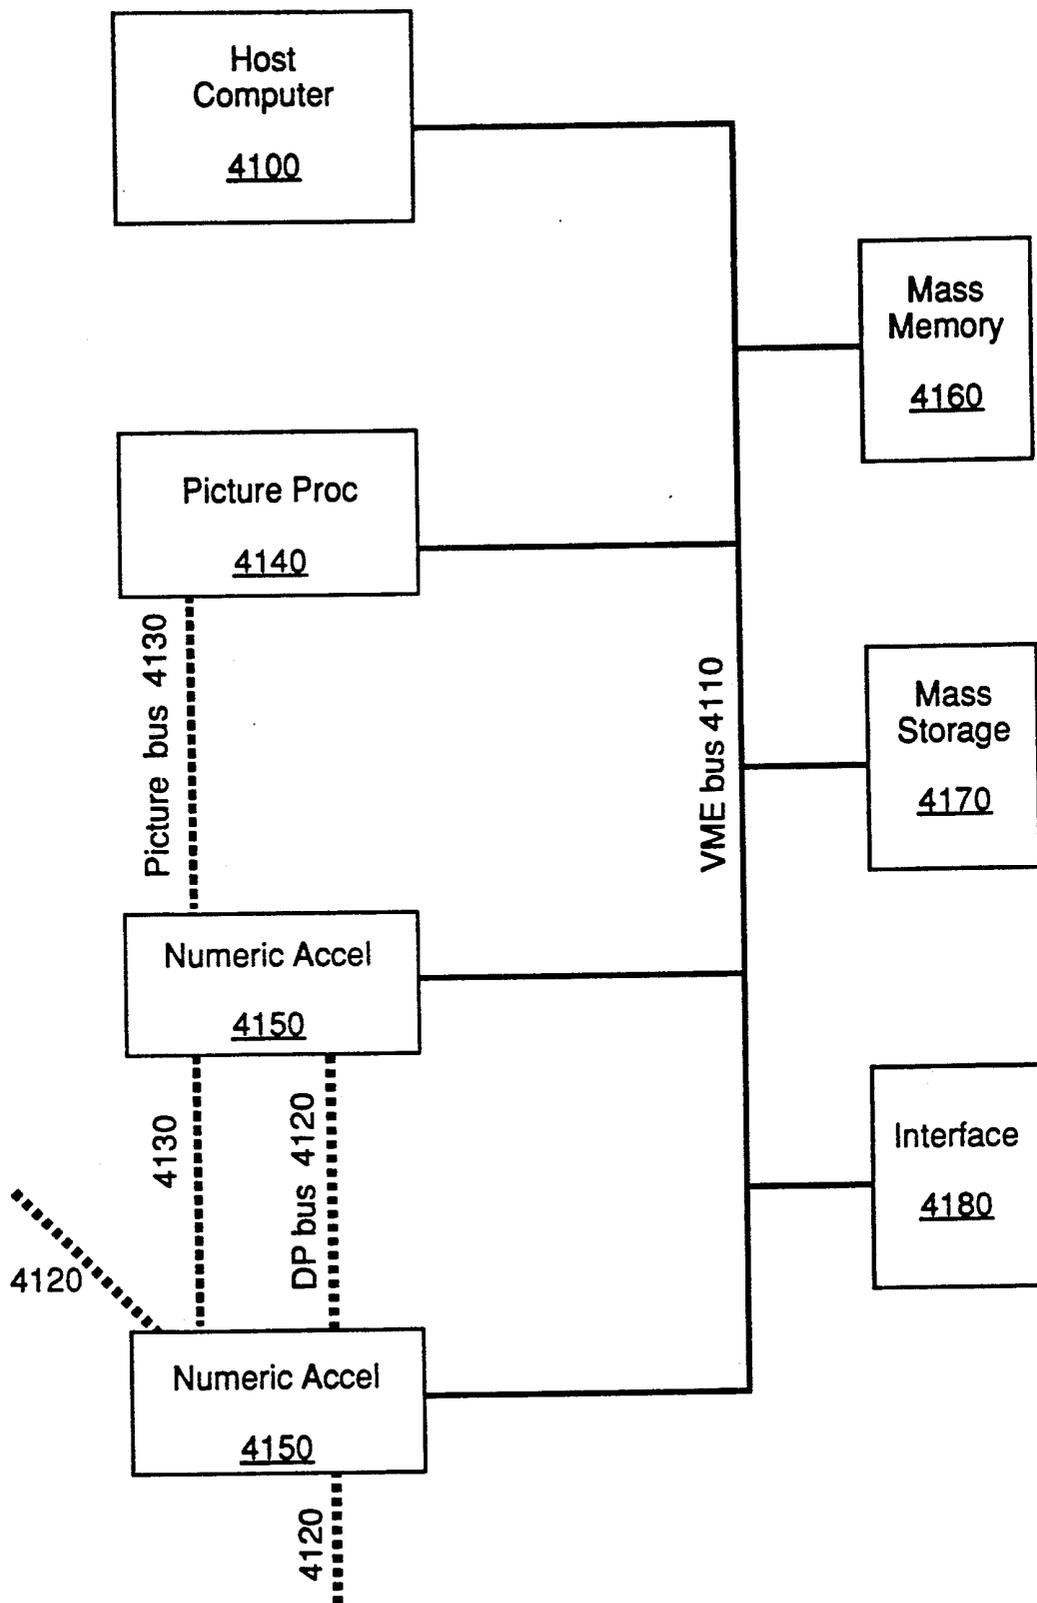 Host
Computer
4100
Mass
Memory
4160
Picture Proc
4140
Picture bus 4130
VME bus 4110
Mass
Storage
4170
Numeric Accel
4150
4130
DP bus 4120
Interface
4180
4120
Numeric Accel
4150
4120